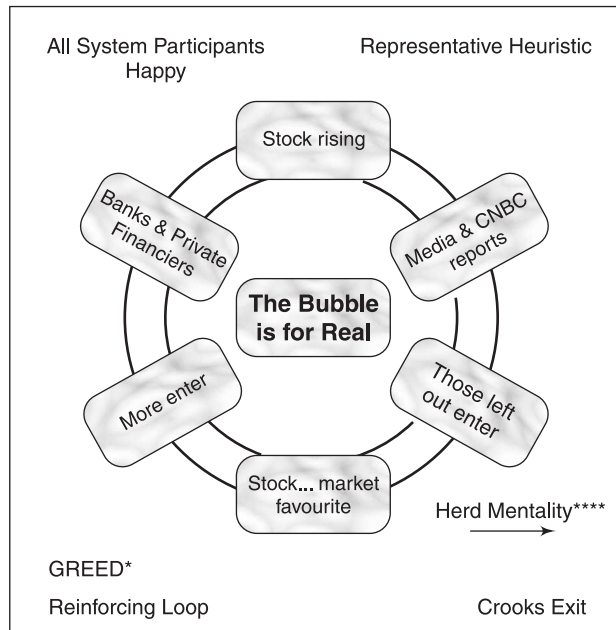 All System Participants
Happy
Representative Heuristic
Stock rising
Banks & Private
Financiers
Media & CNBC
reports
The Bubble
is for Real
More enter
Those left
out enter
Stock... market
favourite
Herd Mentality****
GREED*
Reinforcing Loop
Crooks Exit